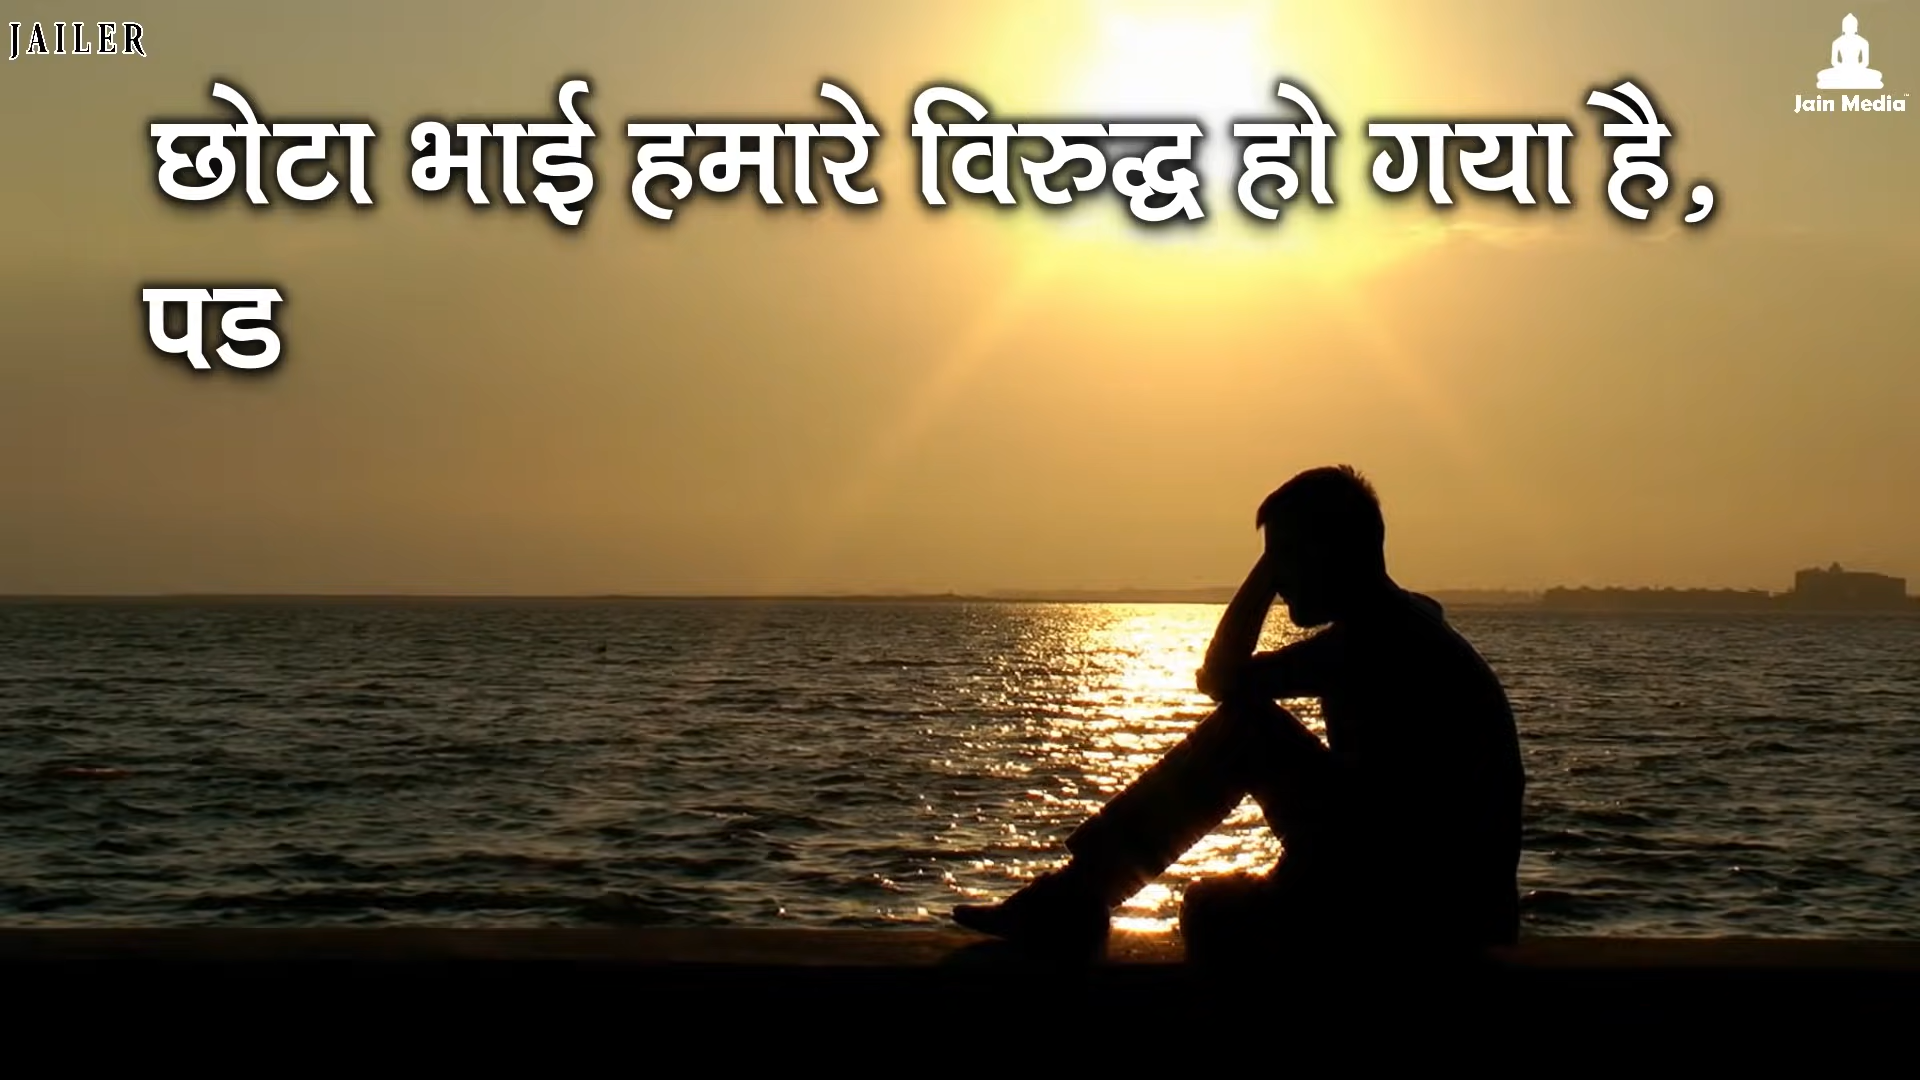 JAILER
Jain Media
छोटा भाई हमारे विरुद्ध हो गया है,
पड